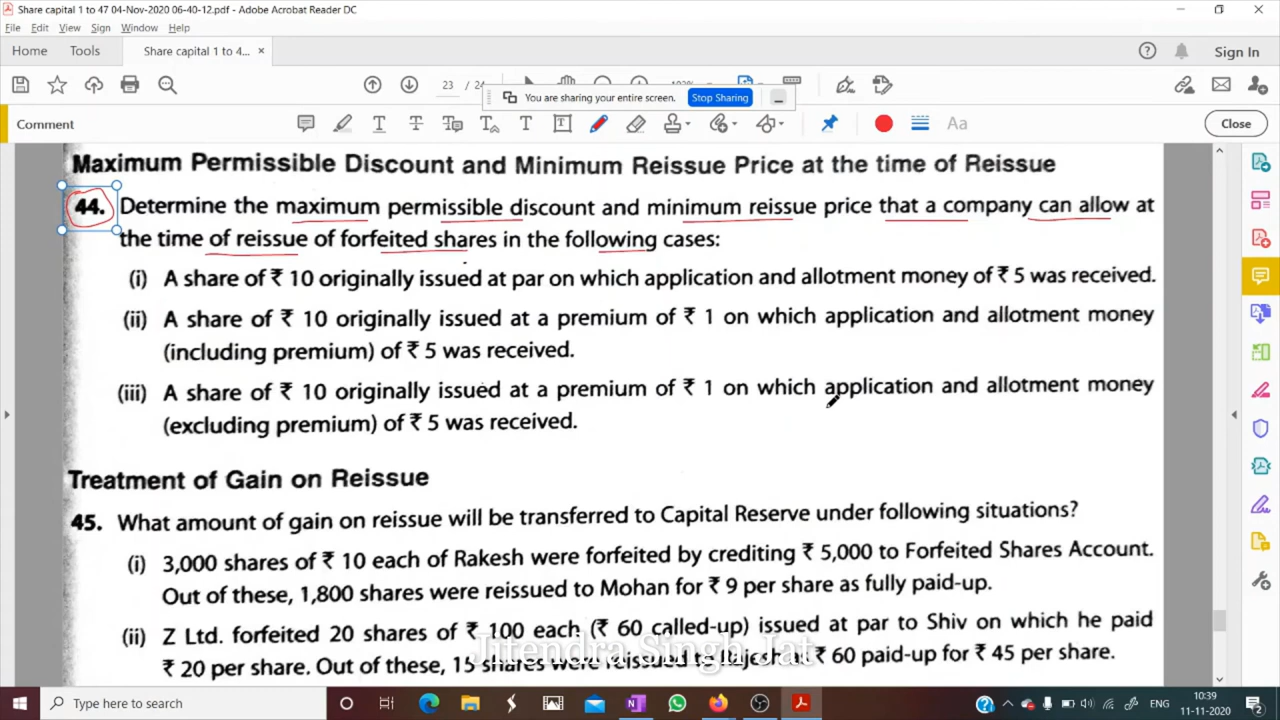 Share capital 1 to 47 04-Nov-2020 06-40-12.pdf - Adobe Acrobat Reader DC
File Edit View Sign Window Help
Home Tools Share capital 1 to 4... × Sign In
23 / 24
You are sharing your entire screen. Stop Sharing
Comment Close
Maximum Permissible Discount and Minimum Reissue Price at the time of Reissue
44. Determine the maximum permissible discount and minimum reissue price that a company can allow at
the time of reissue of forfeited shares in the following cases:
(i) A share of ₹ 10 originally issued at par on which application and allotment money of ₹ 5 was received.
(ii) A share of ₹ 10 originally issued at a premium of ₹ 1 on which application and allotment money
(including premium) of ₹ 5 was received.
(iii) A share of ₹ 10 originally issued at a premium of ₹ 1 on which application and allotment money
(excluding premium) of ₹ 5 was received.
Treatment of Gain on Reissue
45. What amount of gain on reissue will be transferred to Capital Reserve under following situations?
(i) 3,000 shares of ₹ 10 each of Rakesh were forfeited by crediting ₹ 5,000 to Forfeited Shares Account.
Out of these, 1,800 shares were reissued to Mohan for ₹ 9 per share as fully paid-up.
(ii) Z Ltd. forfeited 20 shares of ₹ 100 each (₹ 60 called-up) issued at par to Shiv on which he paid
₹ 20 per share. Out of these, 15 shares were reissued to Rajesh as ₹ 60 paid-up for ₹ 45 per share.
Jitendra Singh Jat
Type here to search
ENG
10:39
11-11-2020